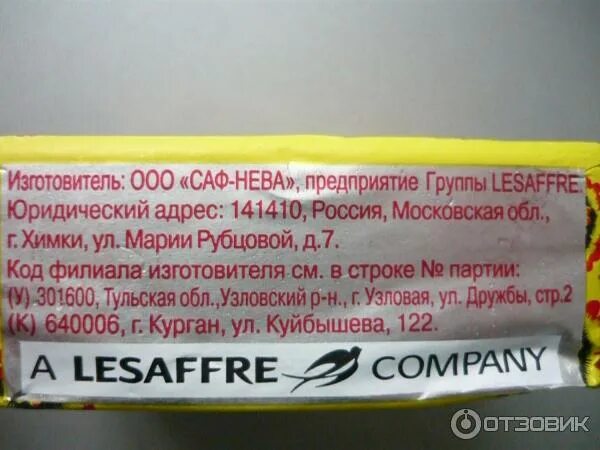 Изготовитель: ООО «САФ-НЕВА», предприятие Группы LESAFFRE.
Юридический адрес: 141410, Россия, Московская обл.,
г. Химки, ул. Марии Рубцовой, д.7.
Код филиала изготовителя см. в строке № партии:
(У) 301600, Тульская обл.,Узловский р-н., г. Узловая, ул. Дружбы, стр.2
(К) 640006, г. Курган, ул. Куйбышева, 122.
A LESAFFRE COMPANY
ОТЗОВИК